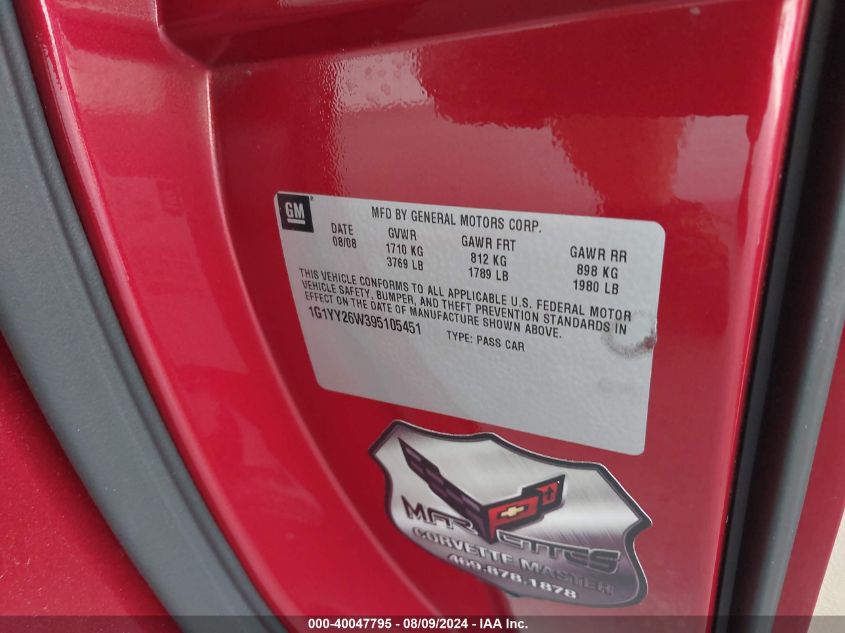 GM
MFD BY GENERAL MOTORS CORP.
DATE GVWR GAWR FRT GAWR RR
08/08 1710 KG 812 KG 898 KG
3769 LB 1789 LB 1980 LB
THIS VEHICLE CONFORMS TO ALL APPLICABLE U.S. FEDERAL MOTOR
VEHICLE SAFETY, BUMPER, AND THEFT PREVENTION STANDARDS IN
EFFECT ON THE DATE OF MANUFACTURE SHOWN ABOVE.
1G1YY26W395105451 TYPE: PASS CAR
CORVETTE MASTER
469.878.1878
000-40047795 - 08/09/2024 - IAA Inc.